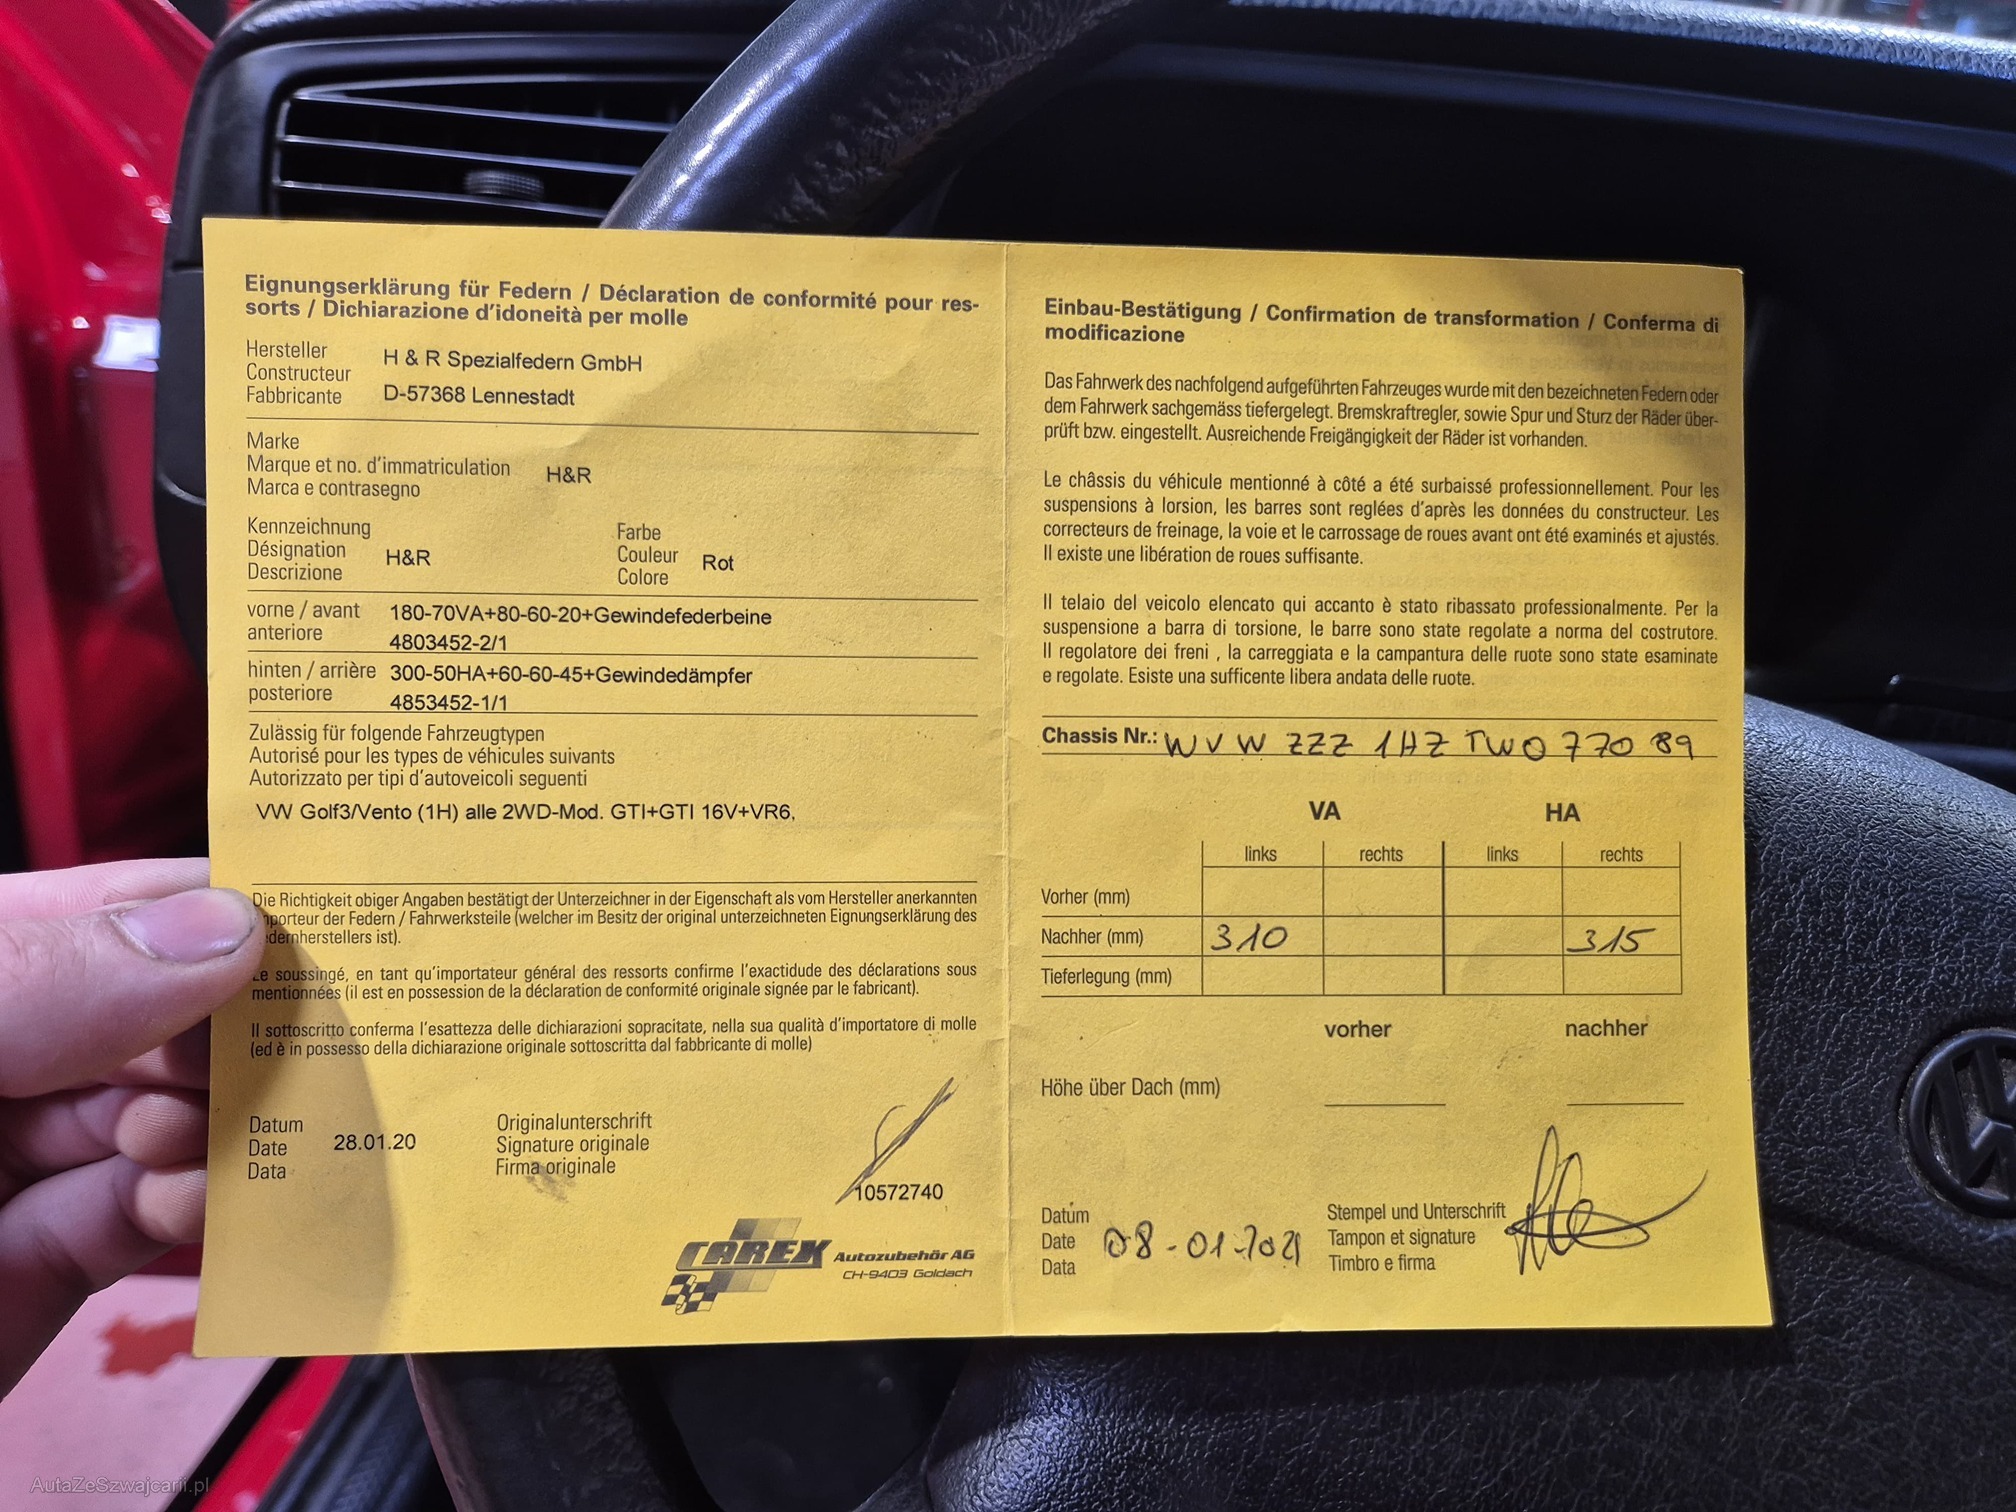 Eignungserklärung für Federn / Déclaration de conformité pour res-
sorts / Dichiarazione d'idoneità per molle
Hersteller
Constructeur
Fabbricante
H & R Spezialfedern GmbH
D-57368 Lennestadt
Marke
Marque et no. d'immatriculation
Marca e contrasegno
H&R
Kennzeichnung
Désignation
Descrizione
H&R
Farbe
Couleur
Colore
Rot
vorne / avant
anteriore
180-70VA+80-60-20+Gewindefederbeine
4803452-2/1
hinten / arrière
posteriore
300-50HA+60-60-45+Gewindedämpfer
4853452-1/1
Zulässig für folgende Fahrzeugtypen
Autorisé pour les types de véhicules suivants
Autorizzato per tipi d'autoveicoli seguenti
VW Golf3/Vento (1H) alle 2WD-Mod. GTI+GTI 16V+VR6,
Die Richtigkeit obiger Angaben bestätigt der Unterzeichner in der Eigenschaft als vom Hersteller anerkannten
porteur der Federn / Fahrwerksteile (welcher im Besitz der original unterzeichneten Eignungserklärung des
dernherstellers ist).
Le soussingé, en tant qu'importateur général des ressorts confirme l'exactidude des déclarations sous
mentionnées (il est en possession de la déclaration de conformité originale signée par le fabricant).
Il sottoscritto conferma l'esattezza delle dichiarazioni sopracitate, nella sua qualità d'importatore di molle
(ed è in possesso della dichiarazione originale sottoscritta dal fabbricante di molle)
Datum
Date
Data
28.01.20
Originalunterschrift
Signature originale
Firma originale
10572740
CAREX Autozubehör AG
CH-9403 Goldach
Einbau-Bestätigung / Confirmation de transformation / Conferma di
modificazione
Das Fahrwerk des nachfolgend aufgeführten Fahrzeuges wurde mit den bezeichneten Federn oder
dem Fahrwerk sachgemäss tiefergelegt. Bremskraftregler, sowie Spur und Sturz der Räder über-
prüft bzw. eingestellt. Ausreichende Freigängigkeit der Räder ist vorhanden.
Le châssis du véhicule mentionné à côté a été surbaissé professionnellement. Pour les
suspensions à lorsion, les barres sont reglées d'après les données du constructeur. Les
correcteurs de freinage, la voie et le carrossage de roues avant ont été examinés et ajustés.
Il existe une libération de roues suffisante.
Il telaio del veicolo elencato qui accanto è stato ribassato professionalmente. Per la
suspensione a barra di torsione, le barre sono state regolate a norma del costrutore.
Il regolatore dei freni , la carreggiata e la campantura delle ruote sono state esaminate
e regolate. Esiste una sufficente libera andata delle ruote.
Chassis Nr.: WVW ZZZ 1HZ TW0 770 89
VA HA
links rechts links rechts
Vorher (mm)
Nachher (mm) 310 315
Tieferlegung (mm)
vorher nachher
Höhe über Dach (mm)
Datum
Date
Data
08-01-2021
Stempel und Unterschrift
Tampon et signature
Timbro e firma
AutaZeSzwajcarii.pl